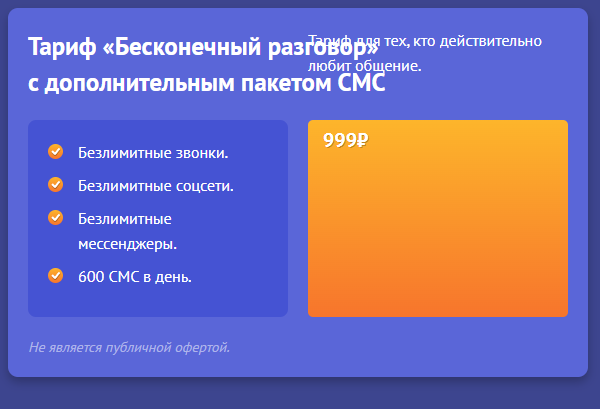 Тариф «Бесконечный разговор»
с дополнительным пакетом СМС
Тариф для тех, кто действительно
любит общение.
Безлимитные звонки.
Безлимитные соцсети.
Безлимитные
мессенджеры.
600 СМС в день.
999₽
Не является публичной офертой.